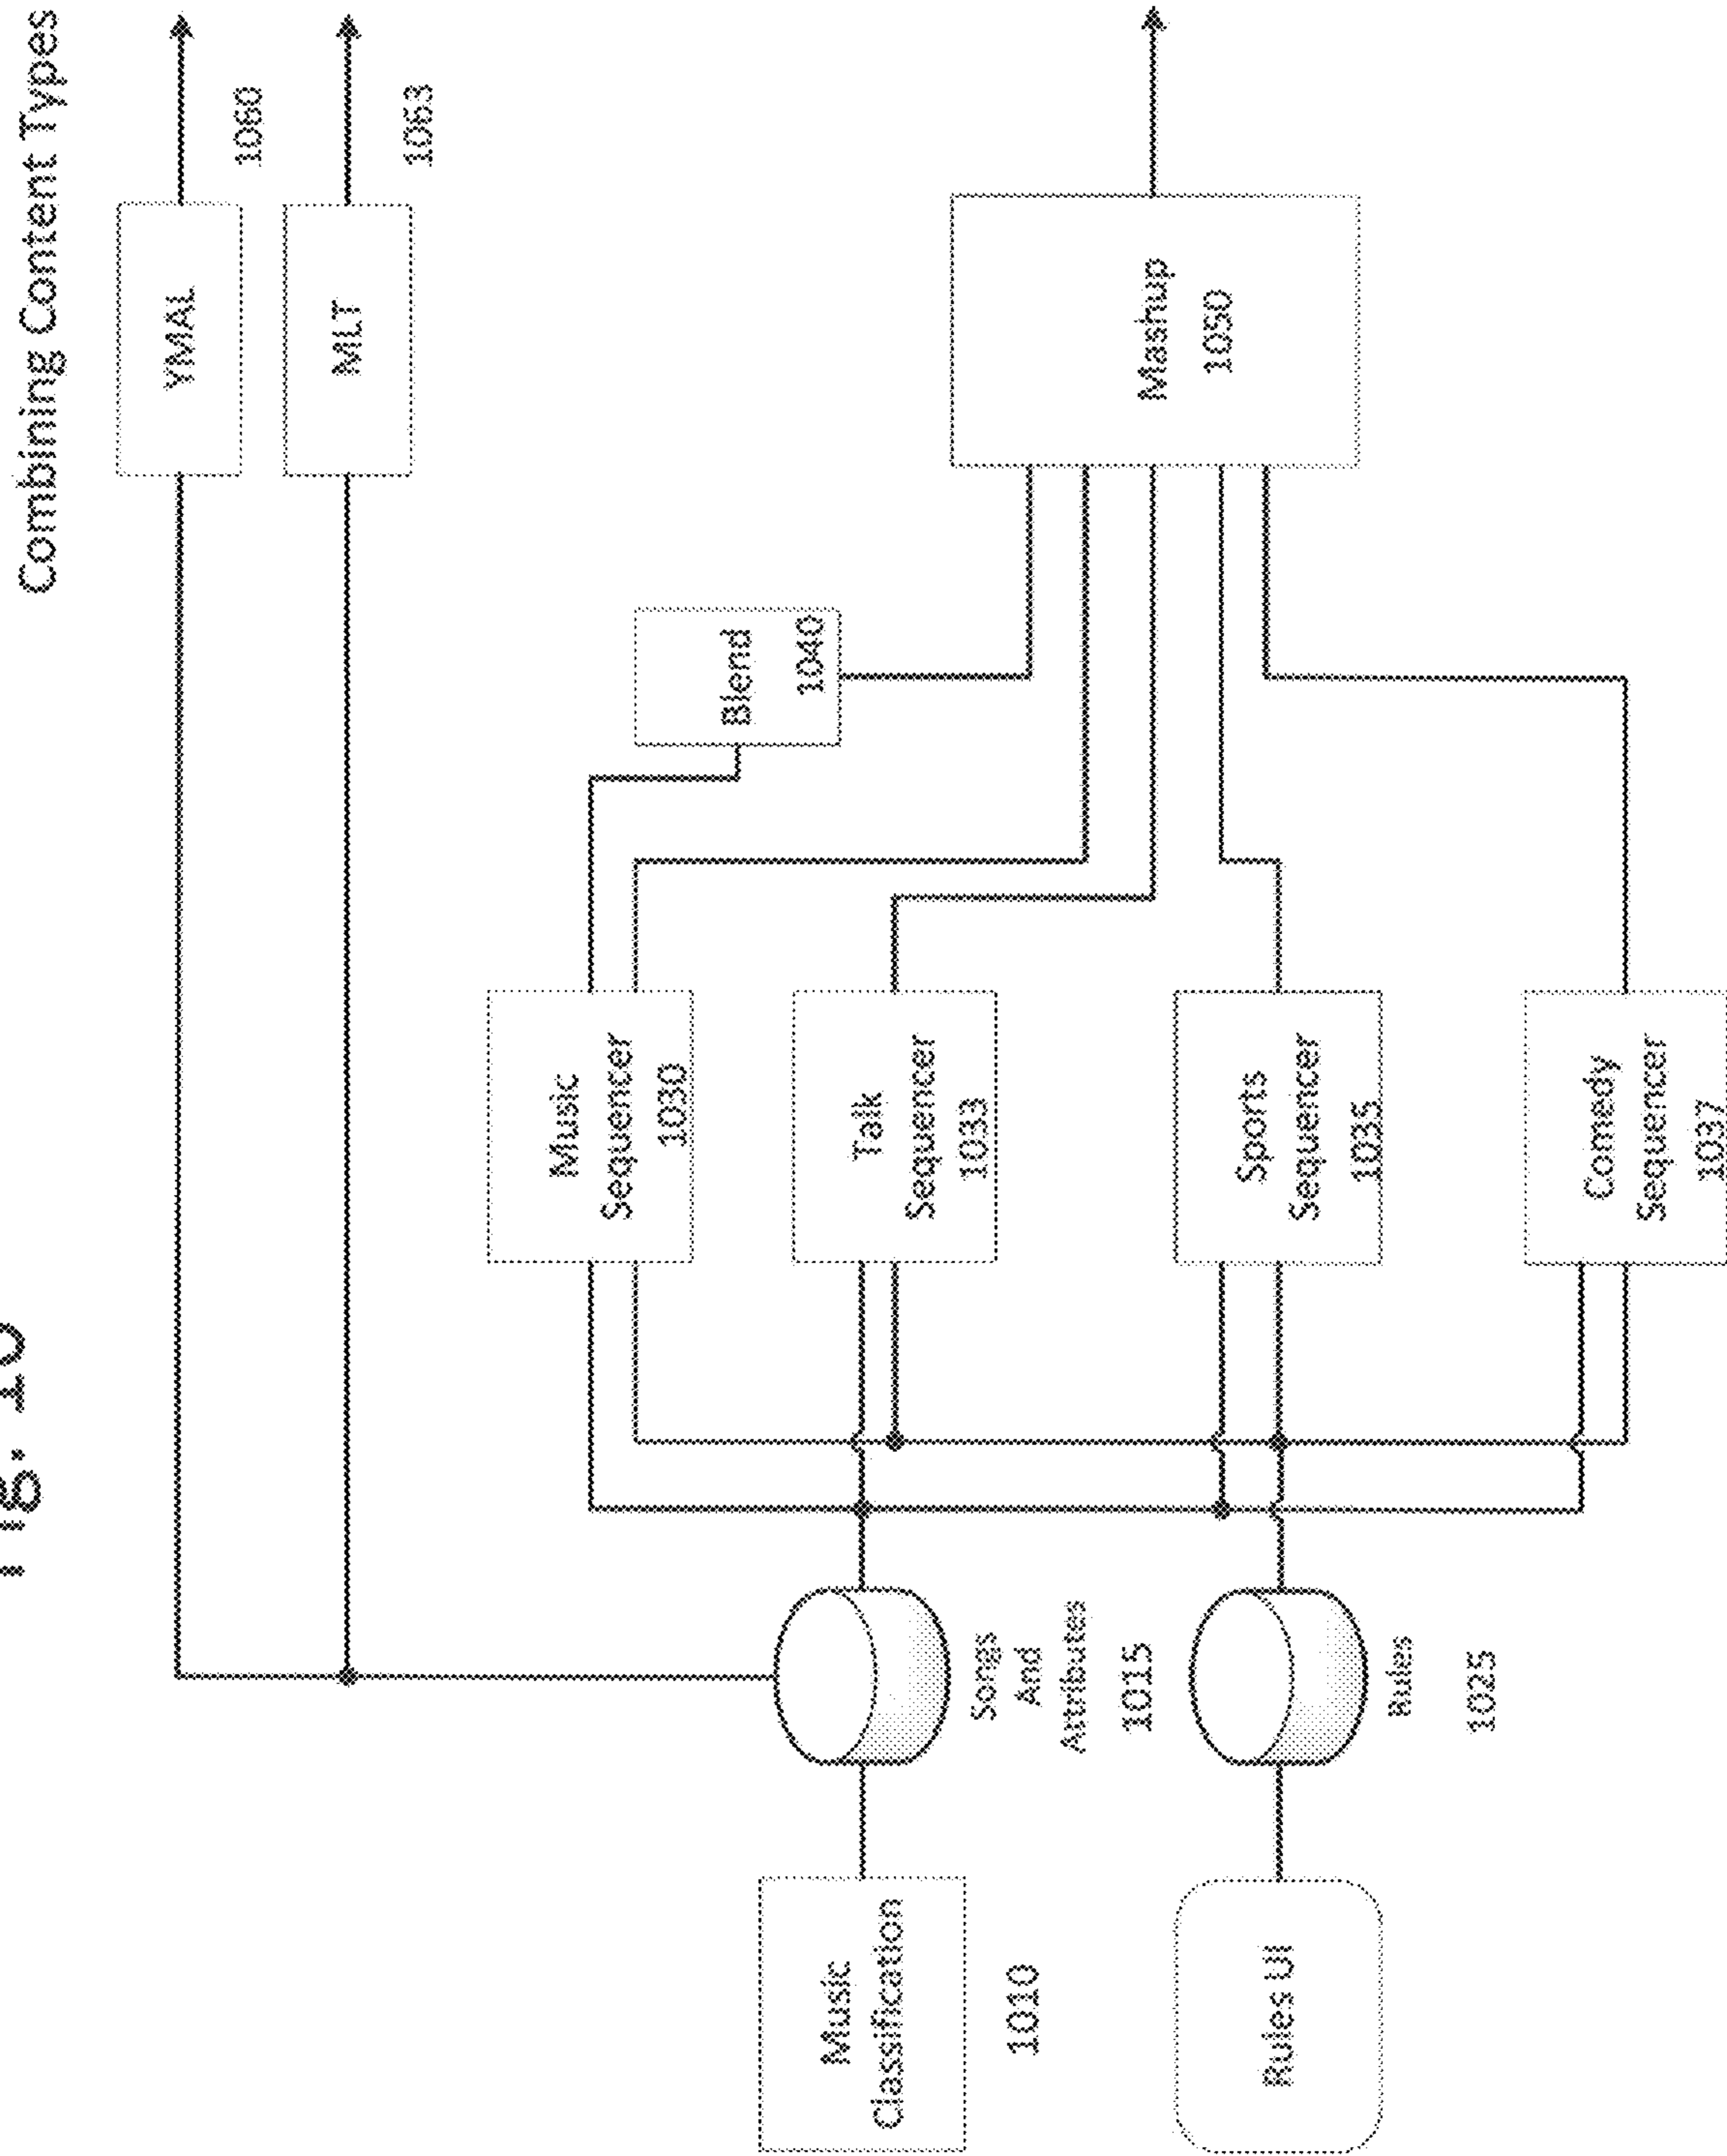 Fig. 10
Combining Content Types
YMAL
1060
MLT
1063
Blend
1040
Mashup
1050
Music
Sequencer
1030
Talk
Sequencer
1033
Sports
Sequencer
1035
Comedy
Sequencer
1037
Songs
And
Artributes
1015
Rules
1025
Music
Classification
1010
Rules UI